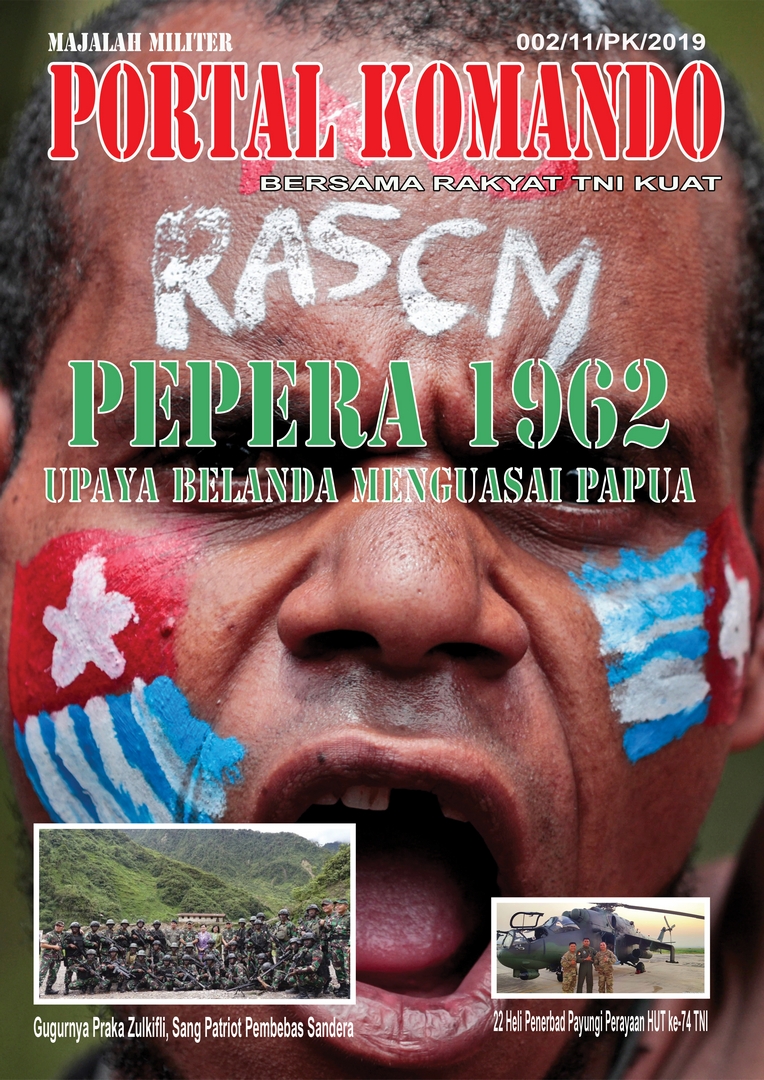 MAJALAH MILITER
002/11/PK/2019
PORTAL KOMANDO
BERSAMA RAKYAT TNI KUAT
RASCM
PEPERA 1962
UPAYA BELANDA MENGUASAI PAPUA
Gugurnya Praka Zulkifli, Sang Patriot Pembebas Sandera
22 Heli Penerbad Payungi Perayaan HUT ke-74 TNI